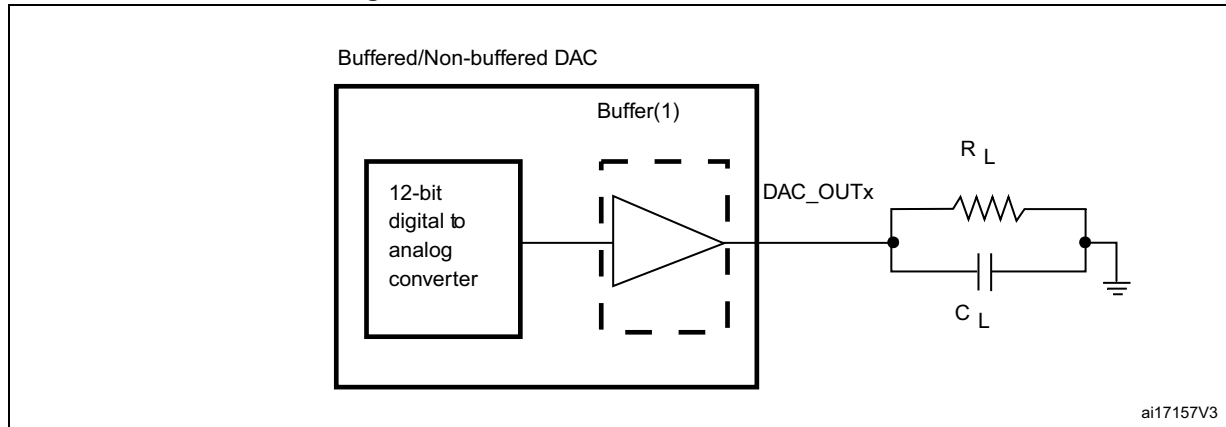 Buffered/Non-buffered DAC
Buffer(1)
12-bit
digital to
analog
converter
DAC_OUTx
R L
C L
ai17157V3